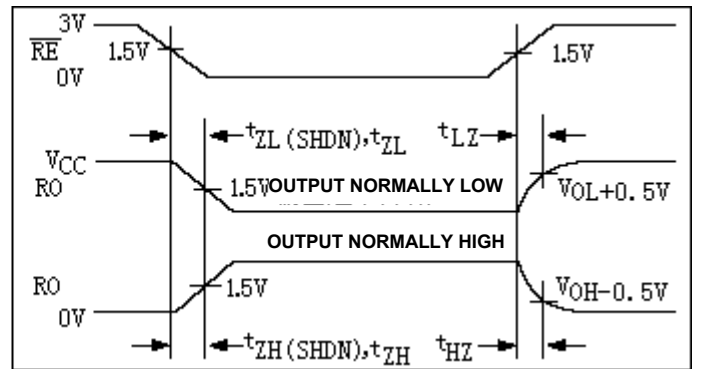 3V
RE 1.5V 1.5V
0V
tZL(SHDN),tZL tLZ
VCC
RO 1.5V OUTPUT NORMALLY LOW VOL+0.5V
OUTPUT NORMALLY HIGH
RO 1.5V VOH-0.5V
0V
tZH(SHDN),tZH tHZ